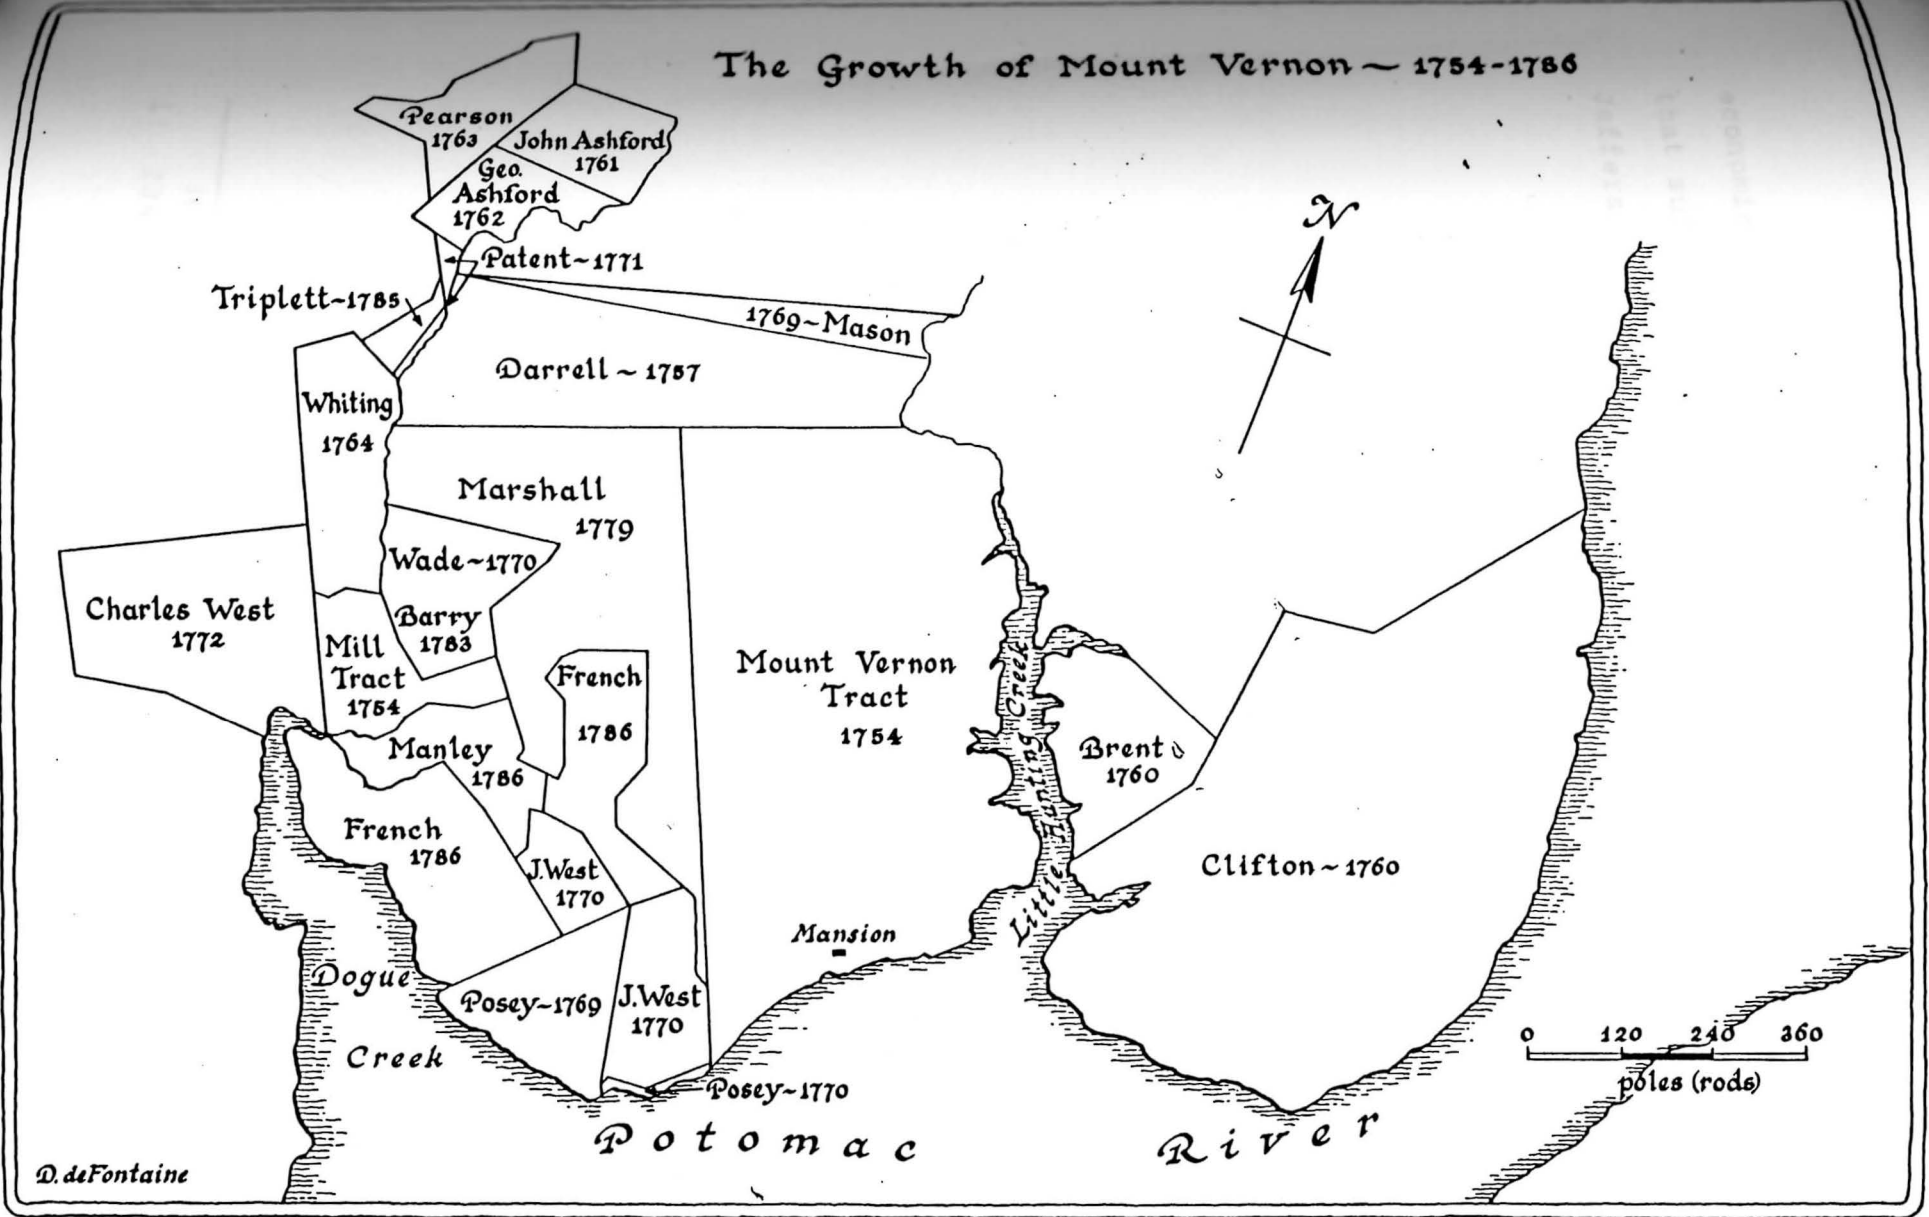 The Growth of Mount Vernon ~ 1754-1786
Pearson
1763
John Ashford
1761
Geo.
Ashford
1762
Patent~1771
Triplett~1785
1769~Mason
Darrell ~ 1757
Whiting
1764
Marshall
1779
Wade~1770
Barry
1783
Charles West
1772
Mill
Tract
1754
French
1786
Mount Vernon
Tract
1754
Manley
1786
French
1786
J. West
1770
Brent
1760
Clifton ~ 1760
Little Hunting Creek
Mansion
Dogue
Creek
Posey~1769
J. West
1770
Posey~1770
N
0 120 240 360
poles (rods)
Potomac River
D. deFontaine